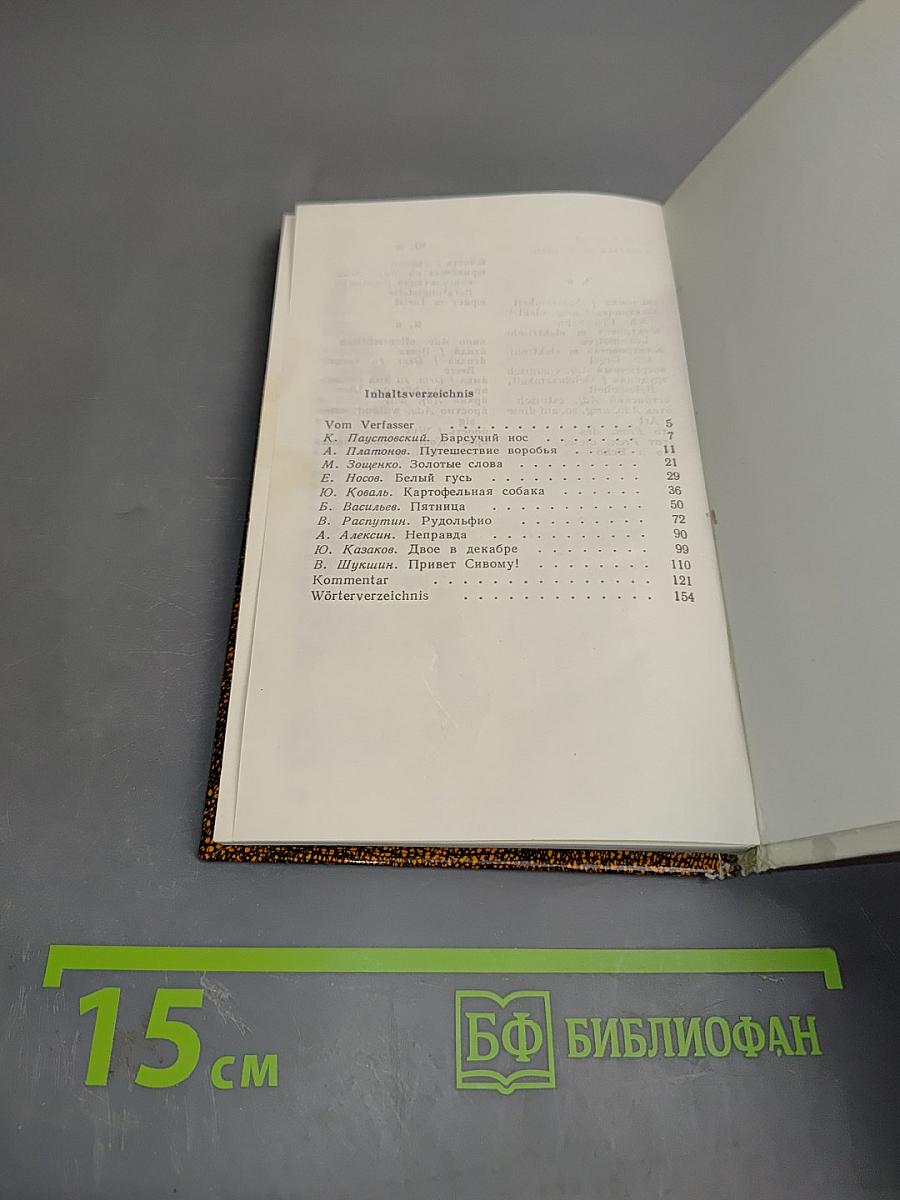 Inhaltsverzeichnis
Vom Verfasser . . . . . . . . . . . . . 5
К. Паустовский. Барсучий нос . . . . . . . 7
А. Платонов. Путешествие воробья . . . . . . 11
М. Зощенко. Золотые слова . . . . . . . . . 21
Е. Носов. Белый гусь . . . . . . . . . . . 29
Ю. Коваль. Картофельная собака . . . . . . 36
Б. Васильев. Пятница . . . . . . . . . . . 50
В. Распутин. Рудольфио . . . . . . . . . 72
А. Алексин. Неправда . . . . . . . . . . . 90
Ю. Казаков. Двое в декабре . . . . . . . . 99
В. Шукшин. Привет Сивому! . . . . . . . . 110
Kommentar . . . . . . . . . . . . . . 121
Wörterverzeichnis . . . . . . . . . . . . 154
15 см
БФ БИБЛИОФАН